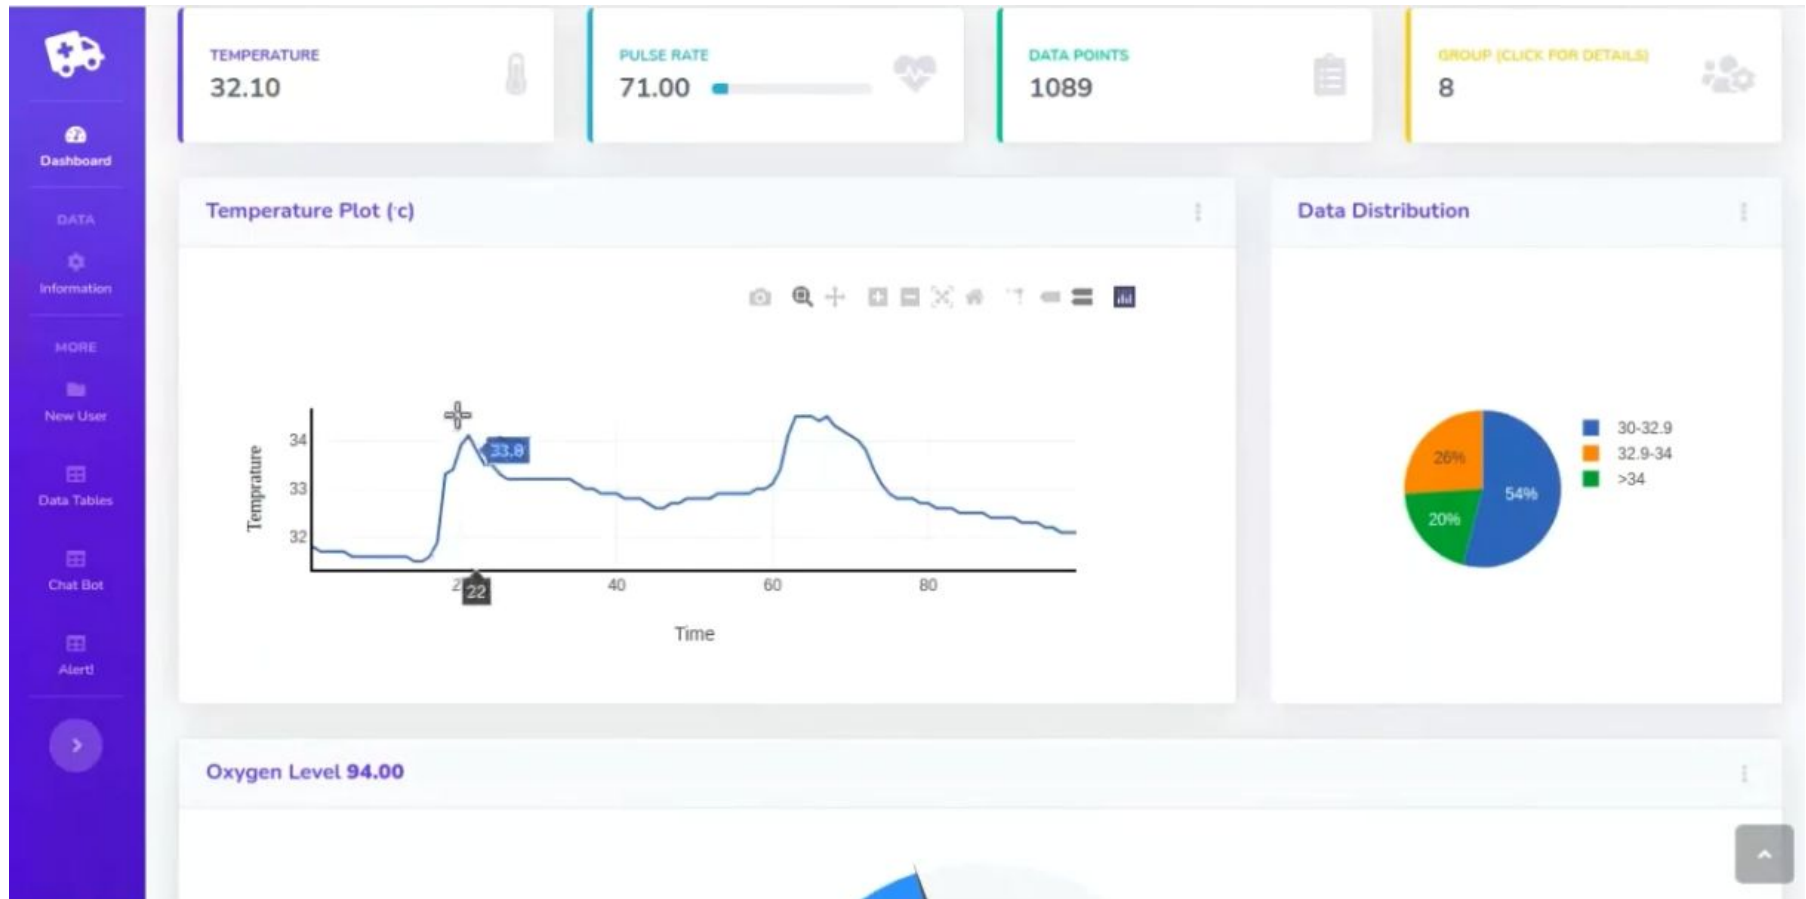 TEMPERATURE
32.10
PULSE RATE
71.00
DATA POINTS
1089
GROUP (CLICK FOR DETAILS)
8
Dashboard
DATA
Information
MORE
New User
Data Tables
Chat Bot
Alert!
Temperature Plot (°c)
34
33
32
Temprature
33.8
22
40
60
80
Time
Data Distribution
26%
54%
20%
30-32.9
32.9-34
>34
Oxygen Level 94.00